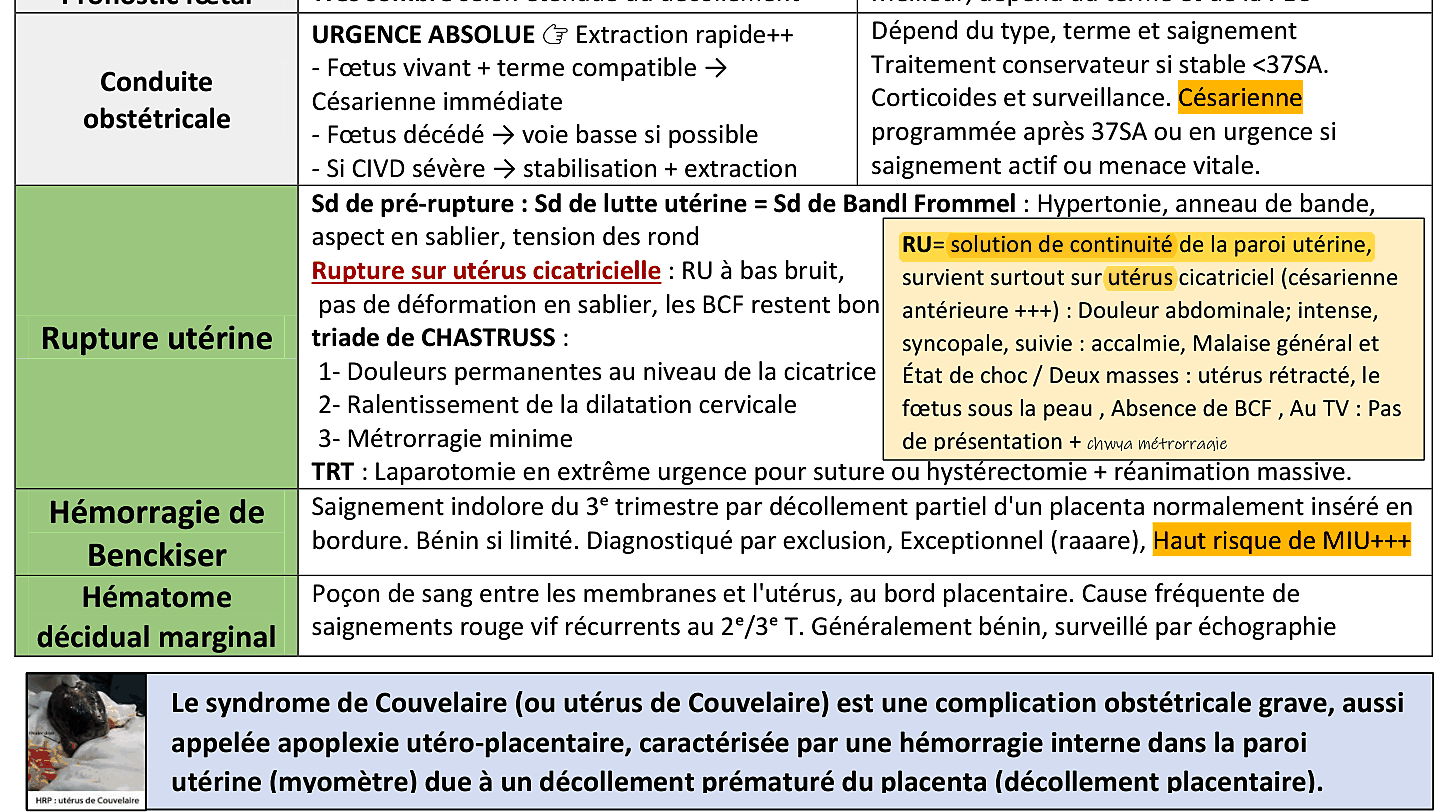 Conduite
obstétricale
URGENCE ABSOLUE 👉 Extraction rapide++
- Fœtus vivant + terme compatible →
Césarienne immédiate
- Fœtus décédé → voie basse si possible
- Si CIVD sévère → stabilisation + extraction
Dépend du type, terme et saignement
Traitement conservateur si stable <37SA.
Corticoides et surveillance. Césarienne
programmée après 37SA ou en urgence si
saignement actif ou menace vitale.
Rupture utérine
Sd de pré-rupture : Sd de lutte utérine = Sd de Bandl Frommel : Hypertonie, anneau de bande,
aspect en sablier, tension des rond
Rupture sur utérus cicatricielle : RU à bas bruit,
pas de déformation en sablier, les BCF restent bon
triade de CHASTRUSS :
1- Douleurs permanentes au niveau de la cicatrice
2- Ralentissement de la dilatation cervicale
3- Métrorragie minime
TRT : Laparotomie en extrême urgence pour suture ou hystérectomie + réanimation massive.
RU= solution de continuité de la paroi utérine,
survient surtout sur utérus cicatriciel (césarienne
antérieure +++) : Douleur abdominale; intense,
syncopale, suivie : accalmie, Malaise général et
État de choc / Deux masses : utérus rétracté, le
fœtus sous la peau , Absence de BCF , Au TV : Pas
de présentation + chwya métrorragie
Hémorragie de
Benckiser
Saignement indolore du 3ᵉ trimestre par décollement partiel d'un placenta normalement inséré en
bordure. Bénin si limité. Diagnostiqué par exclusion, Exceptionnel (raaare), Haut risque de MIU+++
Hématome
décidual marginal
Poçon de sang entre les membranes et l'utérus, au bord placentaire. Cause fréquente de
saignements rouge vif récurrents au 2ᵉ/3ᵉ T. Généralement bénin, surveillé par échographie
HRP : utérus de Couvelaire
Le syndrome de Couvelaire (ou utérus de Couvelaire) est une complication obstétricale grave, aussi
appelée apoplexie utéro-placentaire, caractérisée par une hémorragie interne dans la paroi
utérine (myomètre) due à un décollement prématuré du placenta (décollement placentaire).